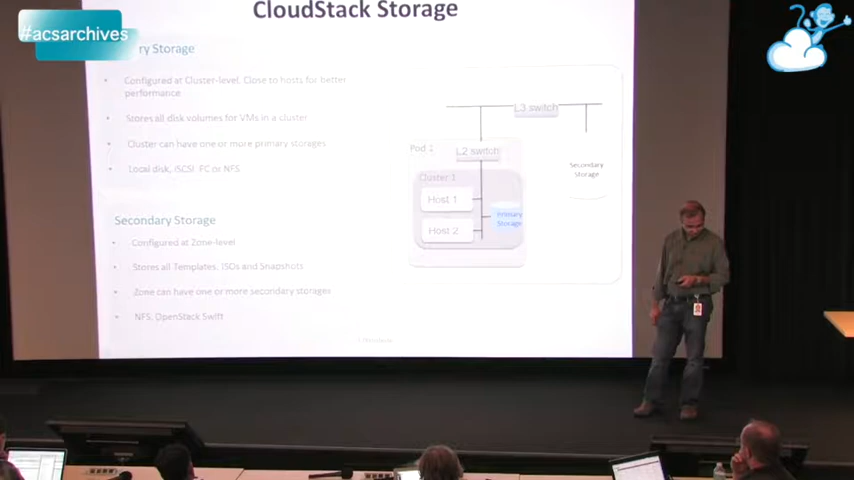 CloudStack Storage
#acsarchives
ry Storage
Configured at Cluster-level. Close to hosts for better
performance
Stores all disk volumes for VMs in a cluster
Cluster can have one or more primary storages
Local disk, iSCSI, FC or NFS
Secondary Storage
Configured at Zone-level
Stores all Templates, ISOs and Snapshots
Zone can have one or more secondary storages
NFS, OpenStack Swift
L3 switch
Pod 1
L2 switch
Secondary
Storage
Cluster 1
Host 1
Primary
Storage
Host 2